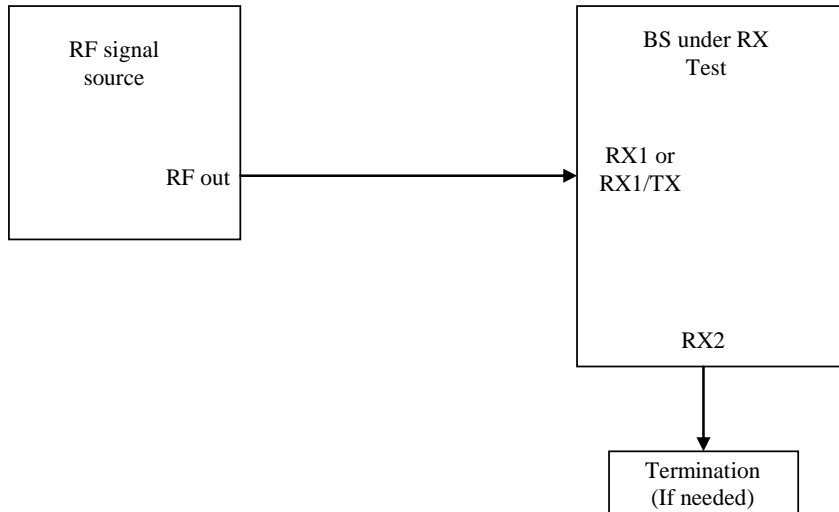 RF signal
source
RF out
BS under RX
Test
RX1 or
RX1/TX
RX2
Termination
(If needed)